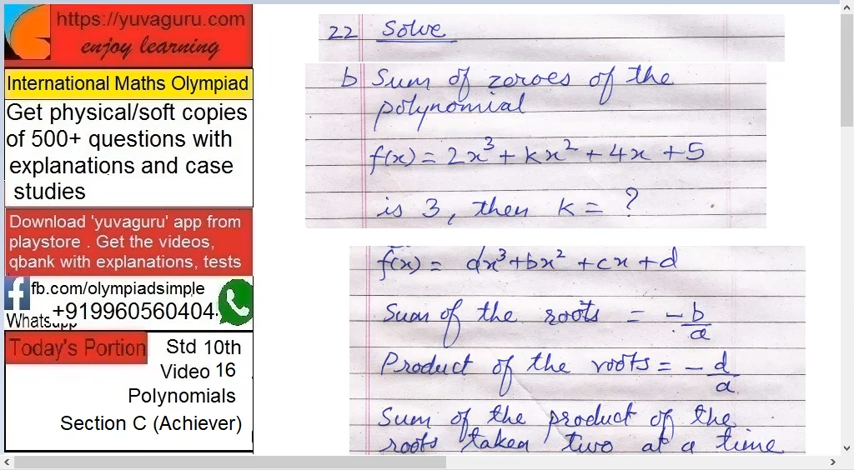 https://yuvaguru.com
enjoy learning
International Maths Olympiad
Get physical/soft copies
of 500+ questions with
explanations and case
studies
Download 'yuvaguru' app from
playstore . Get the videos,
qbank with explanations, tests
fb.com/olympiadsimple
Whatsupp +919960560404
Today's Portion
Std 10th
Video 16
Polynomials
Section C (Achiever)
22 Solve
b Sum of zeroes of the
polynomial
f(x) = 2x³ + kx² + 4x + 5
is 3, then k = ?
f(x) = dx³+bx² + cx + d
Sum of the roots = -b/a
Product of the roots = - d/a
Sum of the product of the
roots taken two at a time